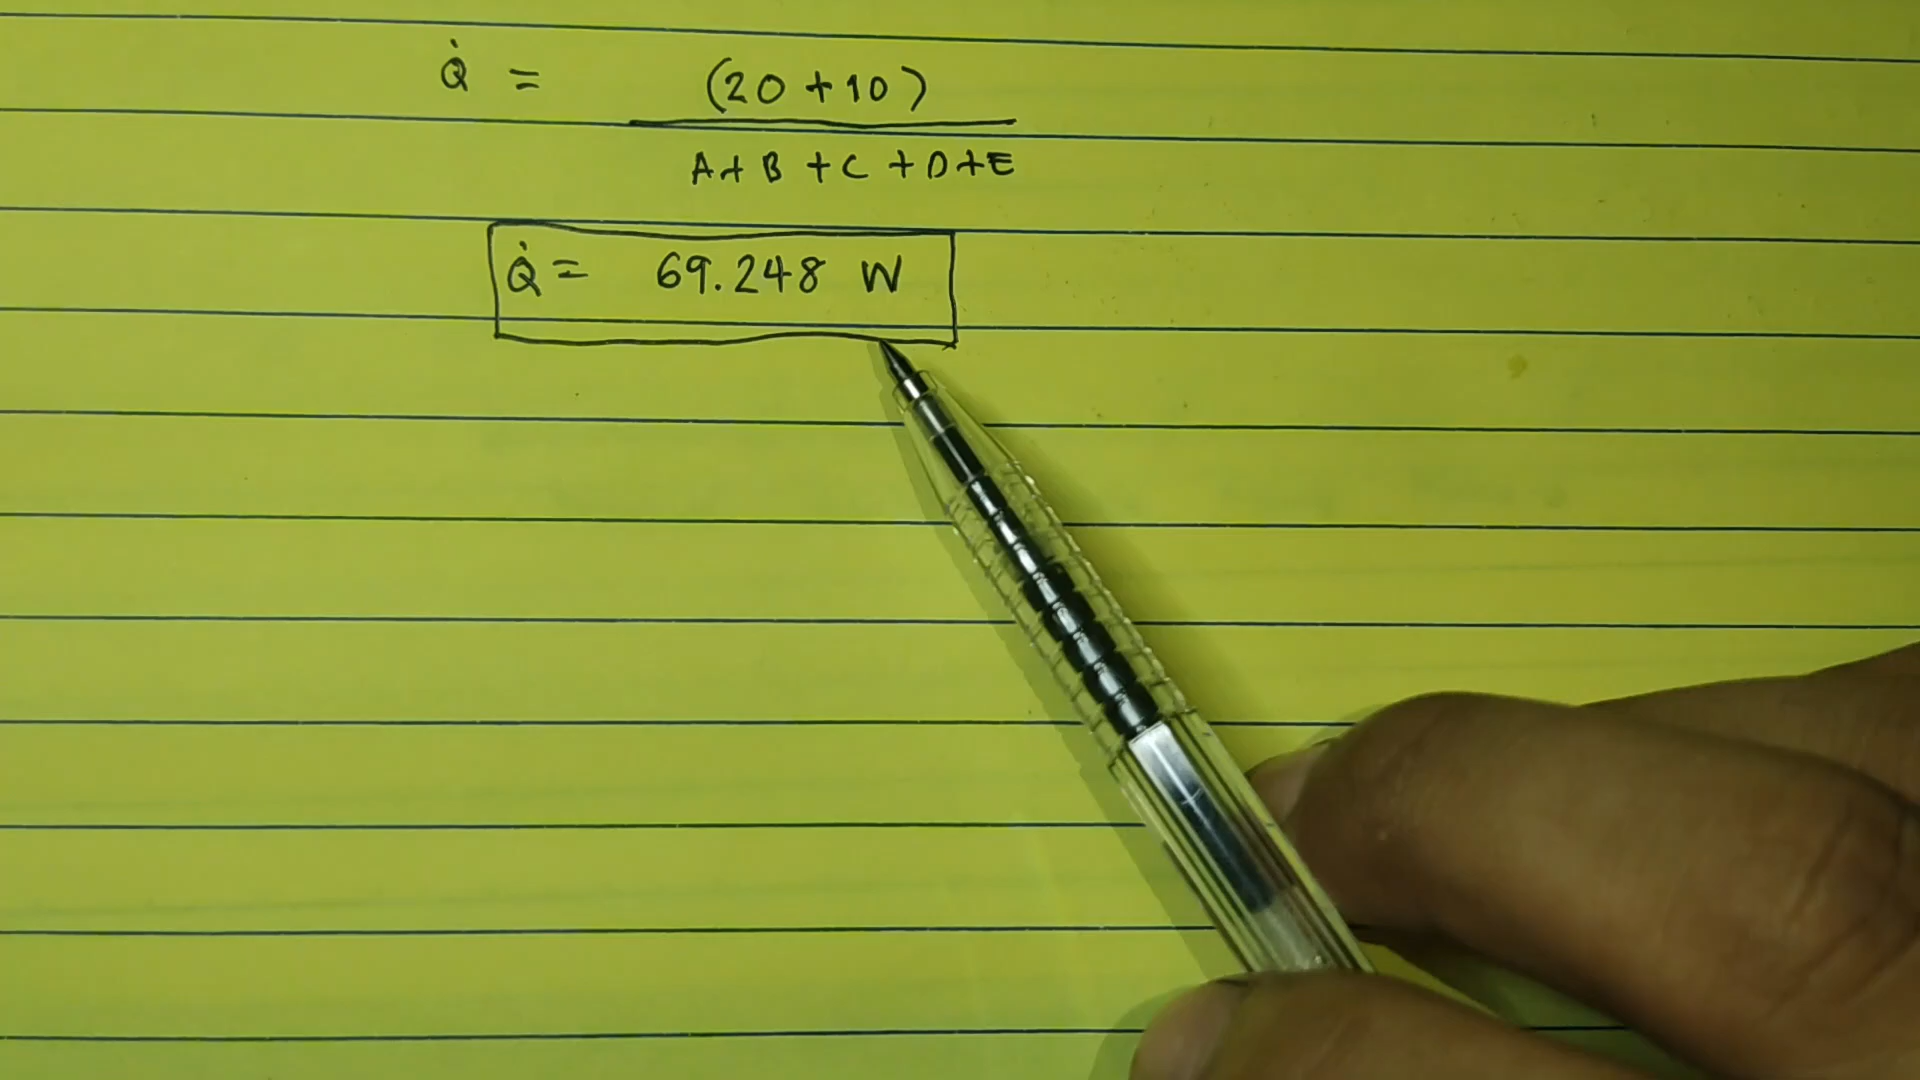 Q̇ = (20 + 10)
A + B + C + D + E
Q̇ = 69.248 W